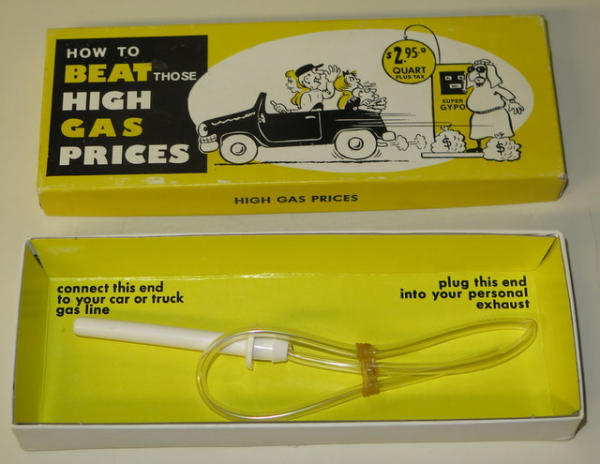 HOW TO
BEAT THOSE
HIGH
GAS
PRICES
$2.95.9
QUART
PLUS TAX
SUPER
GYPO
$
$
HIGH GAS PRICES
connect this end
to your car or truck
gas line
plug this end
into your personal
exhaust